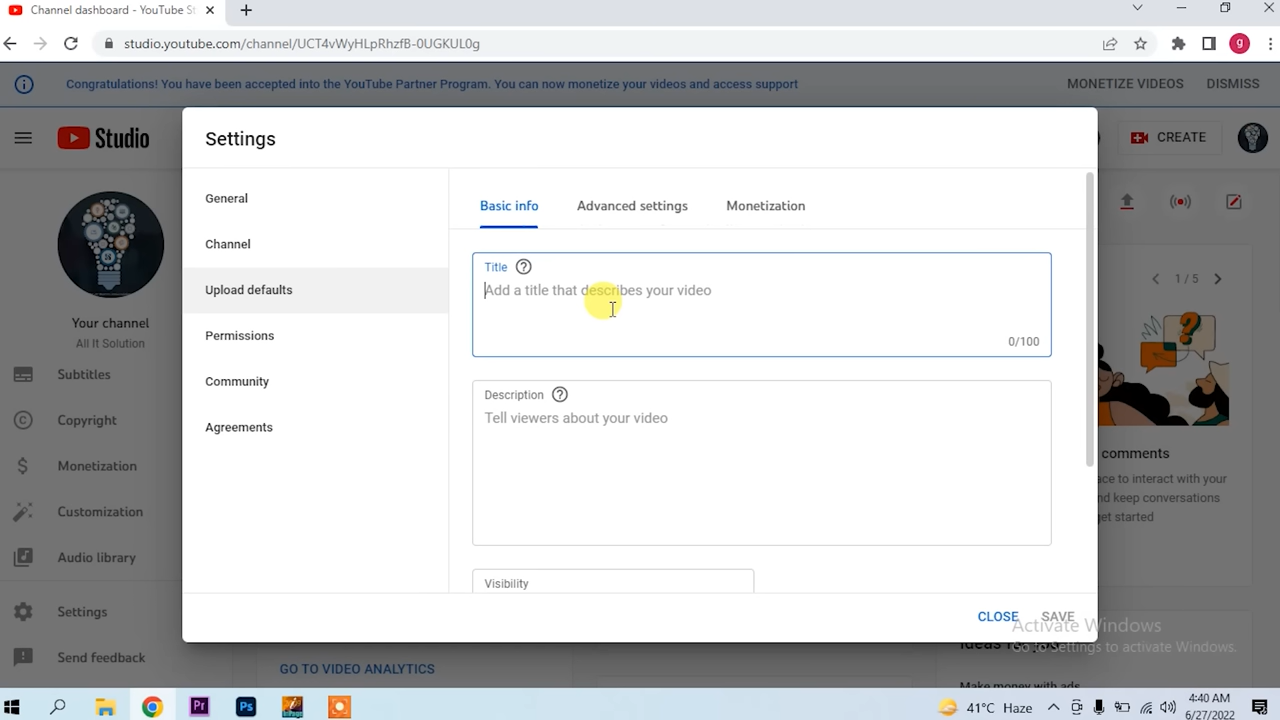 Channel dashboard - YouTube St
studio.youtube.com/channel/UCT4vWyHLpRhzfB-0UGKUL0g
g
Congratulations! You have been accepted into the YouTube Partner Program. You can now monetize your videos and access support
MONETIZE VIDEOS
DISMISS
Studio
CREATE
Settings
General
Channel
Upload defaults
Permissions
Community
Agreements
Basic info
Advanced settings
Monetization
Title
Add a title that describes your video
0/100
Description
Tell viewers about your video
Visibility
CLOSE
SAVE
Your channel
All It Solution
Subtitles
Copyright
Monetization
Customization
Audio library
Settings
Send feedback
1 / 5
comments
ace to interact with your
nd keep conversations
get started
GO TO VIDEO ANALYTICS
Make money with ads
Activate Windows
Go to Settings to activate Windows.
Pr
Ps
41°C Haze
4:40 AM
6/27/2022